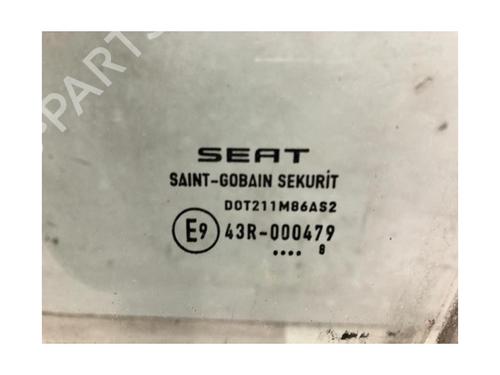 SEAT
SAINT-GOBAIN SEKURIT
DOT211M86AS2
E9 43R-000479
.... 8